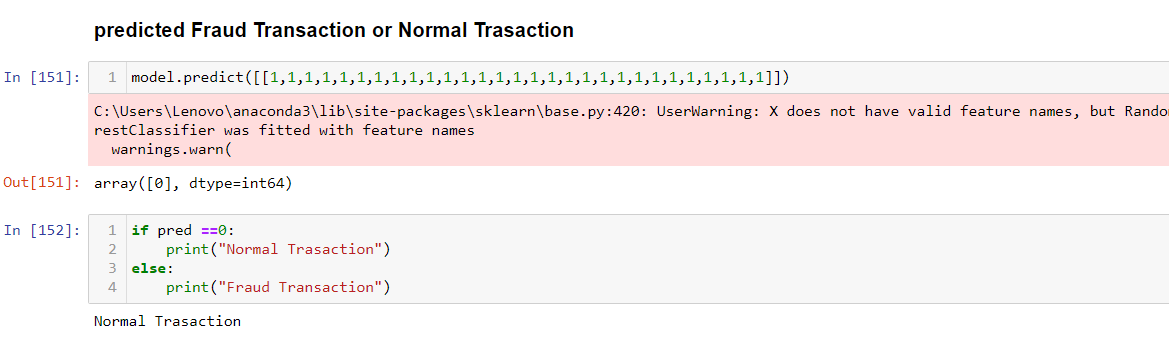 predicted Fraud Transaction or Normal Trasaction
In [151]: 1 model.predict([[1,1,1,1,1,1,1,1,1,1,1,1,1,1,1,1,1,1,1,1,1,1,1,1,1,1,1,1,1]])
C:\Users\Lenovo\anaconda3\lib\site-packages\sklearn\base.py:420: UserWarning: X does not have valid feature names, but Rando
restClassifier was fitted with feature names
warnings.warn(
Out[151]: array([0], dtype=int64)
In [152]: 1 if pred ==0:
2 print("Normal Trasaction")
3 else:
4 print("Fraud Transaction")
Normal Trasaction